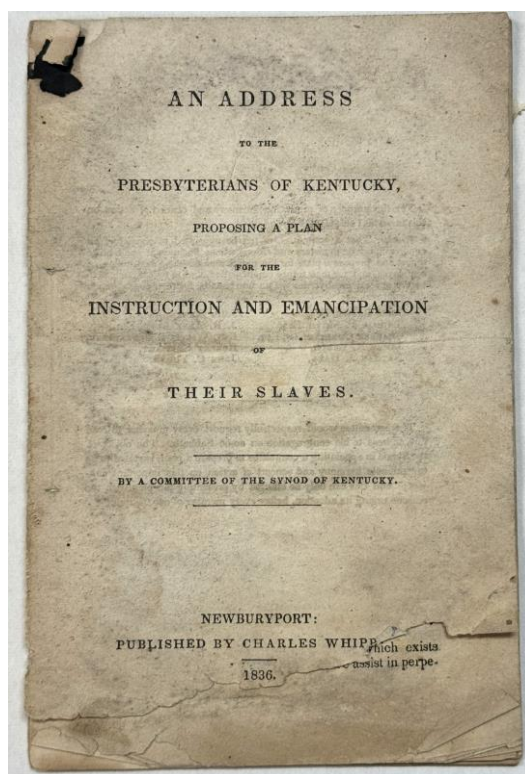 AN ADDRESS
TO THE
PRESBYTERIANS OF KENTUCKY,
PROPOSING A PLAN
FOR THE
INSTRUCTION AND EMANCIPATION
OF
THEIR SLAVES.
BY A COMMITTEE OF THE SYNOD OF KENTUCKY.
NEWBURYPORT:
PUBLISHED BY CHARLES WHIPP
hich exists
assist in perpe-
1836.